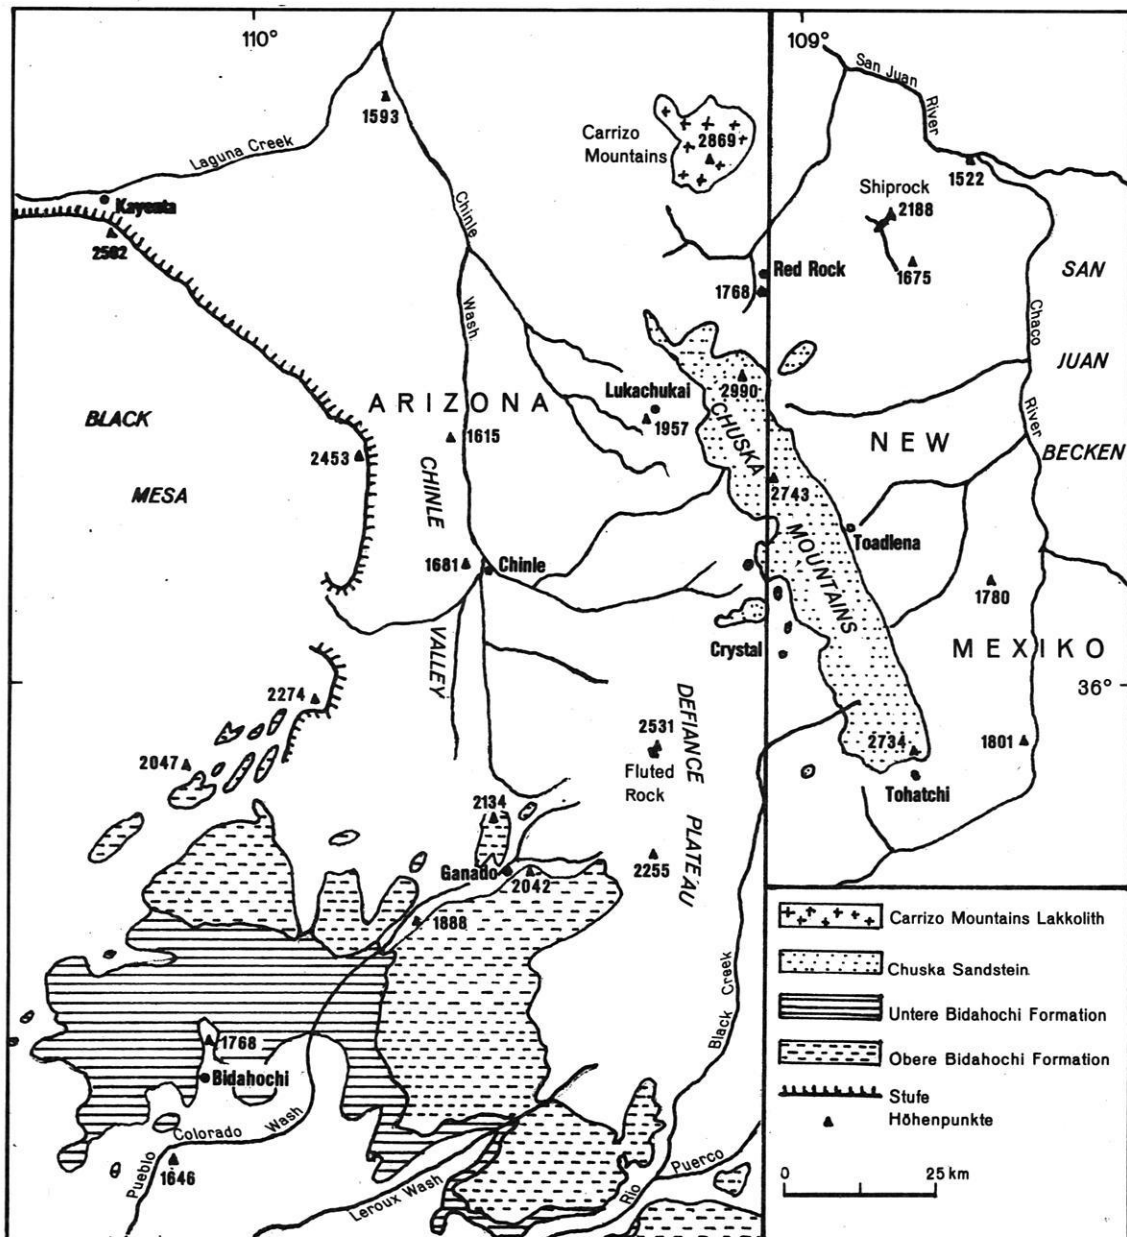 110°
109°
San Juan
River
1593
Carrizo
Mountains
2869
Laguna Creek
1522
Shiprock
2188
Kayenta
Chinle
2502
Red Rock
1675
SAN
1768
Wash
Chaco
JUAN
2990
Lukachukai
ARIZONA
1957
CHUSKA
River
BLACK
1615
NEW
2453
CHINLE
BECKEN
MESA
2743
MOUNTAINS
Toadlena
1681
Chinle
1780
VALLEY
Crystal
MEXIKO
2274
36°
DEFIANCE PLATEAU
2531
2734
1801
2047
Fluted
Rock
Tohatchi
2134
2255
Ganado
2042
1888
Carrizo Mountains Lakkolith
Chuska Sandstein
Black Creek
Untere Bidahochi Formation
1768
Obere Bidahochi Formation
Bidahochi
Stufe
Höhenpunkte
Pueblo Colorado Wash
1646
Puerco
Rio
Leroux Wash
0 25 km